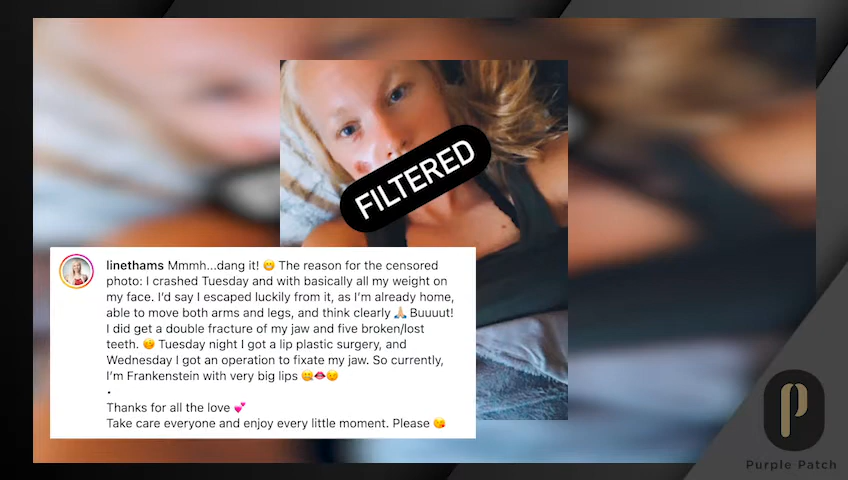 FILTERED
linethams Mmmh...dang it! 😁 The reason for the censored
photo: I crashed Tuesday and with basically all my weight on
my face. I'd say I escaped luckily from it, as I'm already home,
able to move both arms and legs, and think clearly 🙏🏻 Buuuut!
I did get a double fracture of my jaw and five broken/lost
teeth. 🤕 Tuesday night I got a lip plastic surgery, and
Wednesday I got an operation to fixate my jaw. So currently,
I'm Frankenstein with very big lips 🤐👄😉
•
Thanks for all the love 💕
Take care everyone and enjoy every little moment. Please 😘
P
Purple Patch